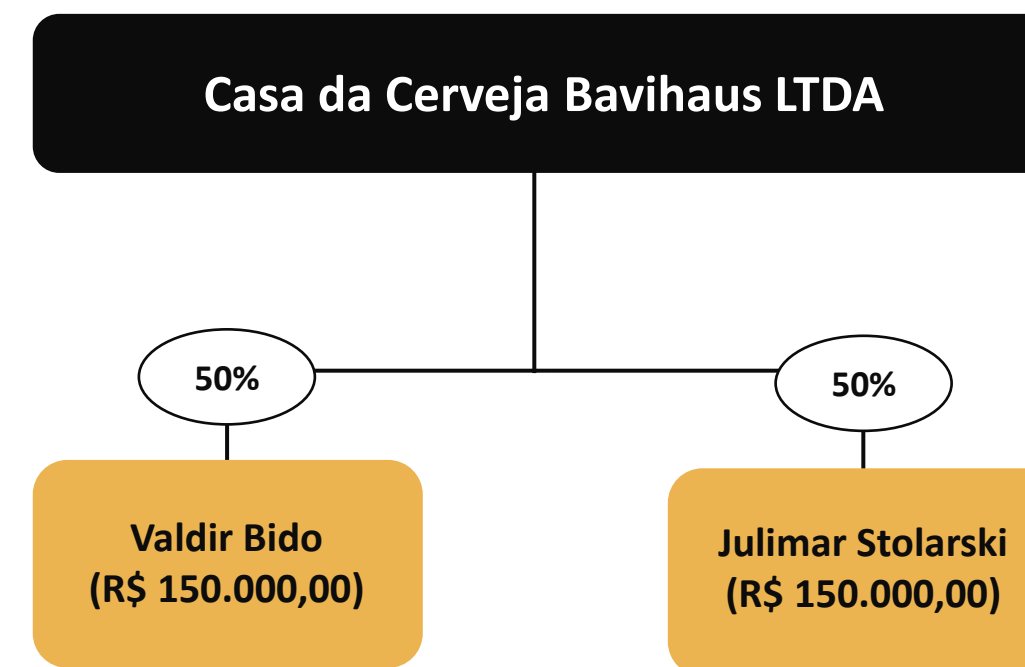 Casa da Cerveja Bavihaus LTDA
50%
50%
Valdir Bido
(R$ 150.000,00)
Julimar Stolarski
(R$ 150.000,00)